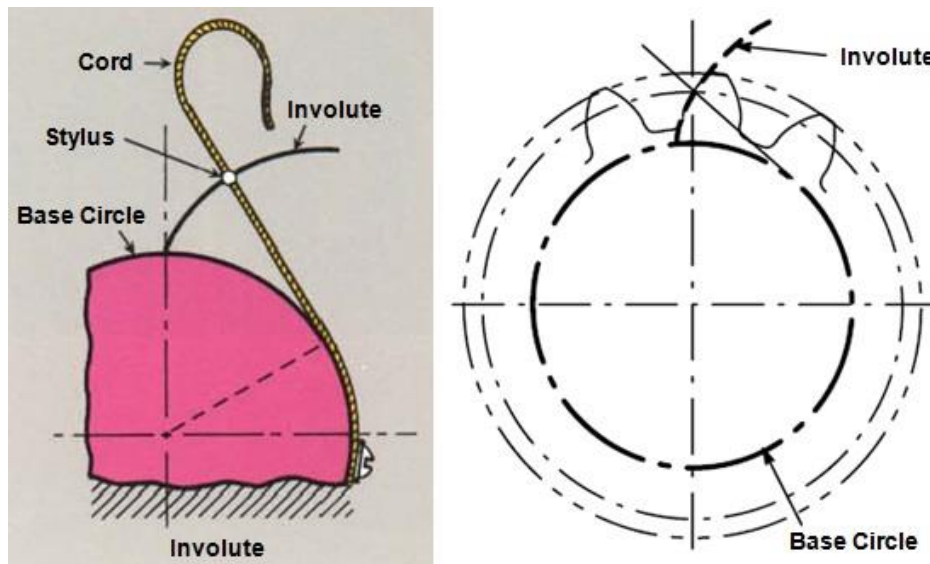 Cord
Involute
Stylus
Base Circle
Involute
Involute
Base Circle